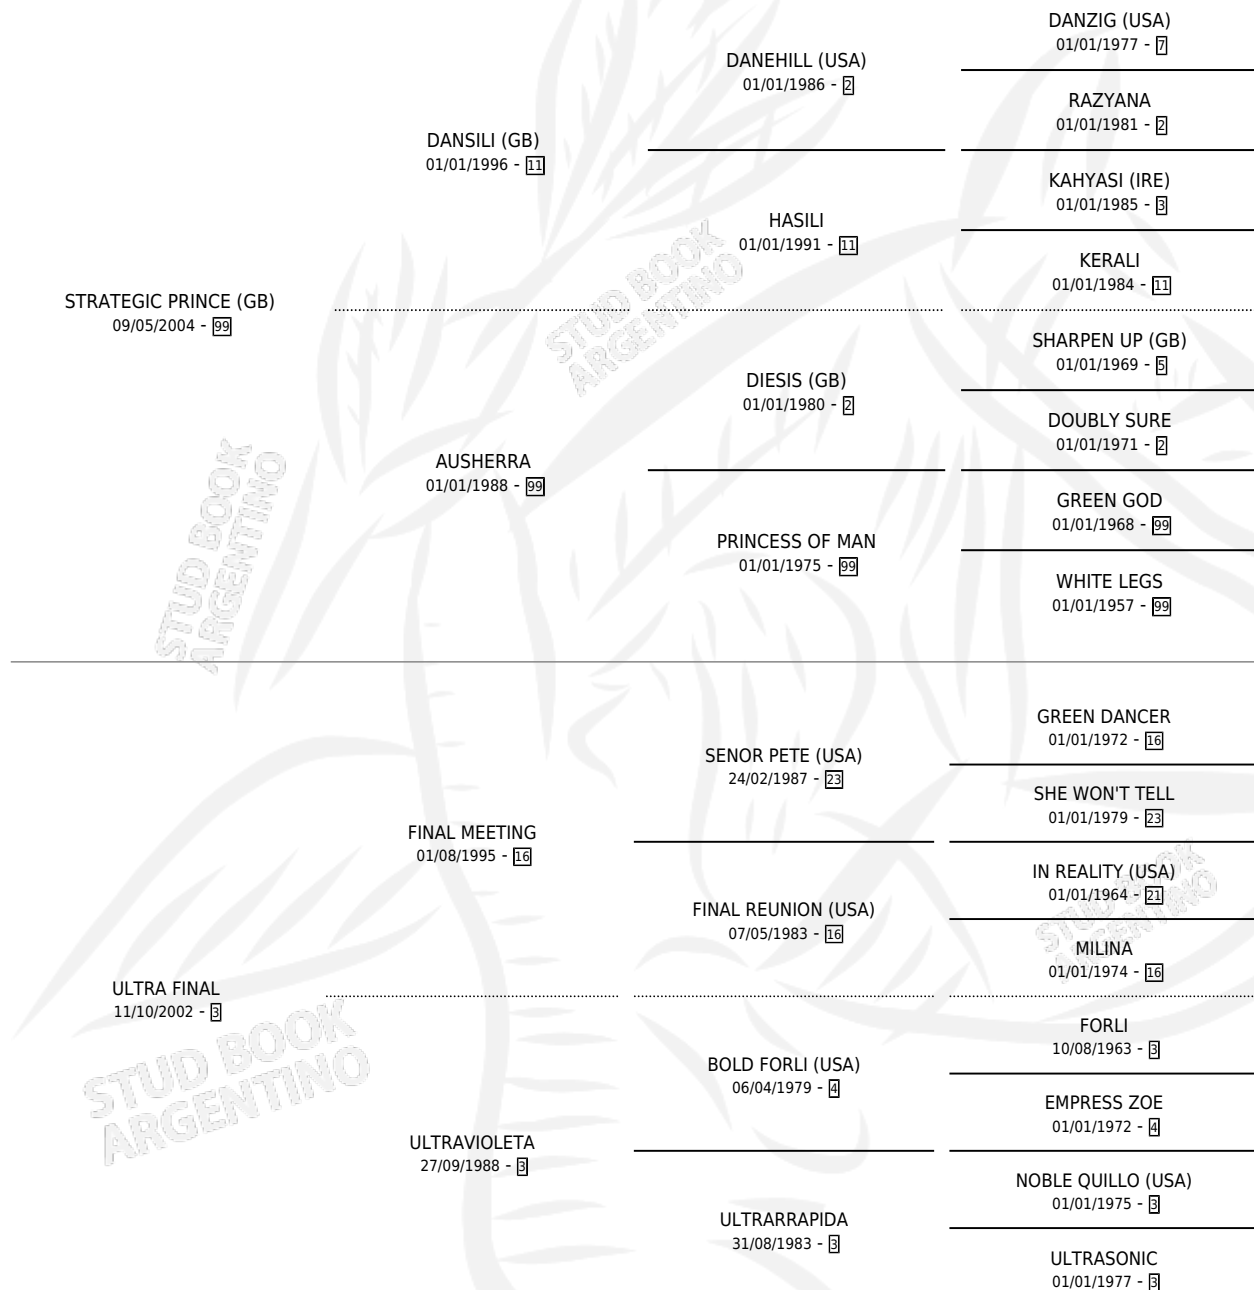 DANZIG (USA)
01/01/1977 - 7
DANEHILL (USA)
01/01/1986 - 2
RAZYANA
01/01/1981 - 2
DANSILI (GB)
01/01/1996 - 11
KAHYASI (IRE)
01/01/1985 - 3
HASILI
01/01/1991 - 11
KERALI
01/01/1984 - 11
STRATEGIC PRINCE (GB)
09/05/2004 - 99
STUD BOOK
ARGENTINO
SHARPEN UP (GB)
01/01/1969 - 5
DIESIS (GB)
01/01/1980 - 2
DOUBLY SURE
01/01/1971 - 2
AUSHERRA
01/01/1988 - 99
GREEN GOD
01/01/1968 - 99
PRINCESS OF MAN
01/01/1975 - 99
WHITE LEGS
01/01/1957 - 99
STUD BOOK
ARGENTINO
GREEN DANCER
01/01/1972 - 16
SENOR PETE (USA)
24/02/1987 - 23
SHE WON'T TELL
01/01/1979 - 23
FINAL MEETING
01/08/1995 - 16
IN REALITY (USA)
01/01/1964 - 21
FINAL REUNION (USA)
07/05/1983 - 16
MILINA
01/01/1974 - 16
STUD BOOK
ARGENTINO
ULTRA FINAL
11/10/2002 - 3
FORLI
10/08/1963 - 3
BOLD FORLI (USA)
06/04/1979 - 4
EMPRESS ZOE
01/01/1972 - 4
ULTRAVIOLETA
27/09/1988 - 3
NOBLE QUILLO (USA)
01/01/1975 - 3
ULTRARRAPIDA
31/08/1983 - 3
ULTRASONIC
01/01/1977 - 3
STUD BOOK
ARGENTINO